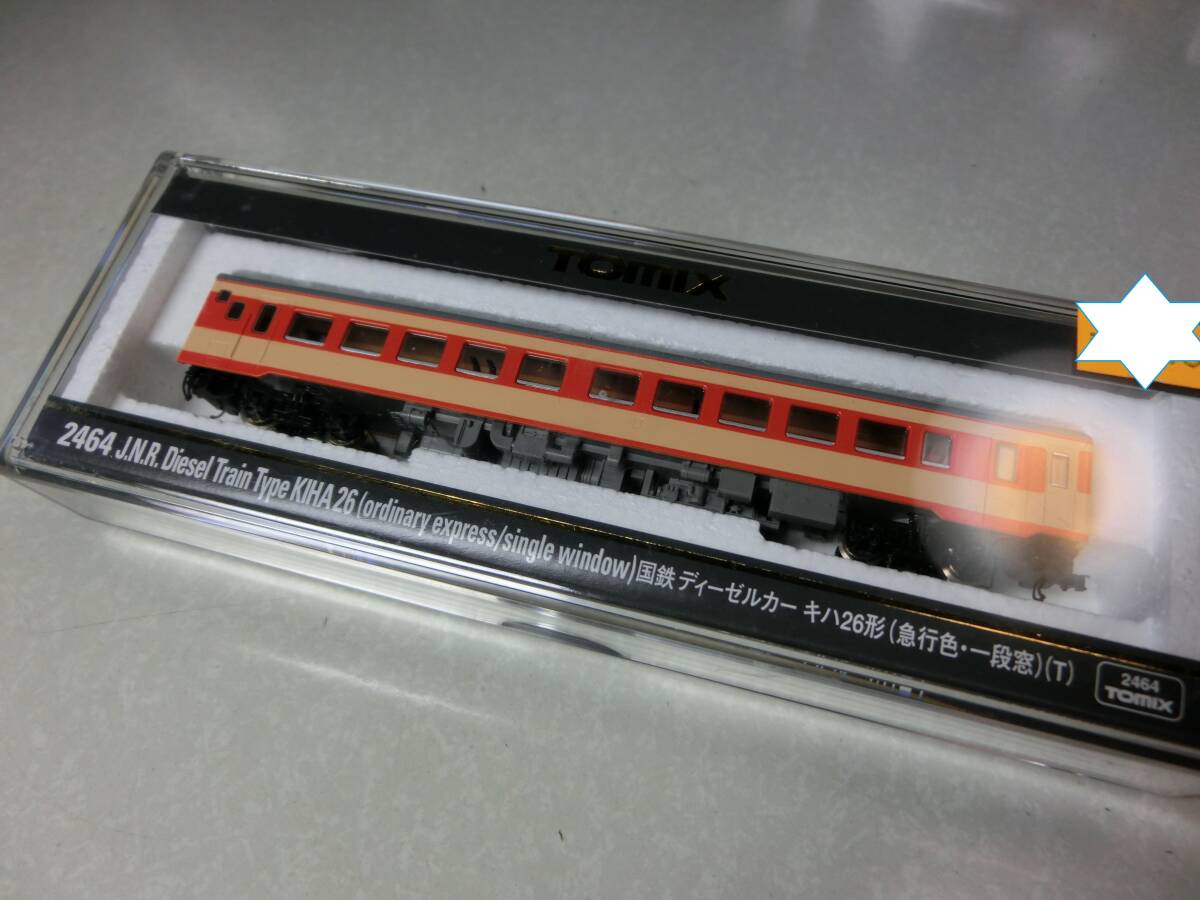 TOMIX
2464 J.N.R. Diesel Train Type KIHA 26 (ordinary express/single window) 国鉄 ディーゼルカー キハ26形 (急行色・一段窓) (T)
2464
TOMIX